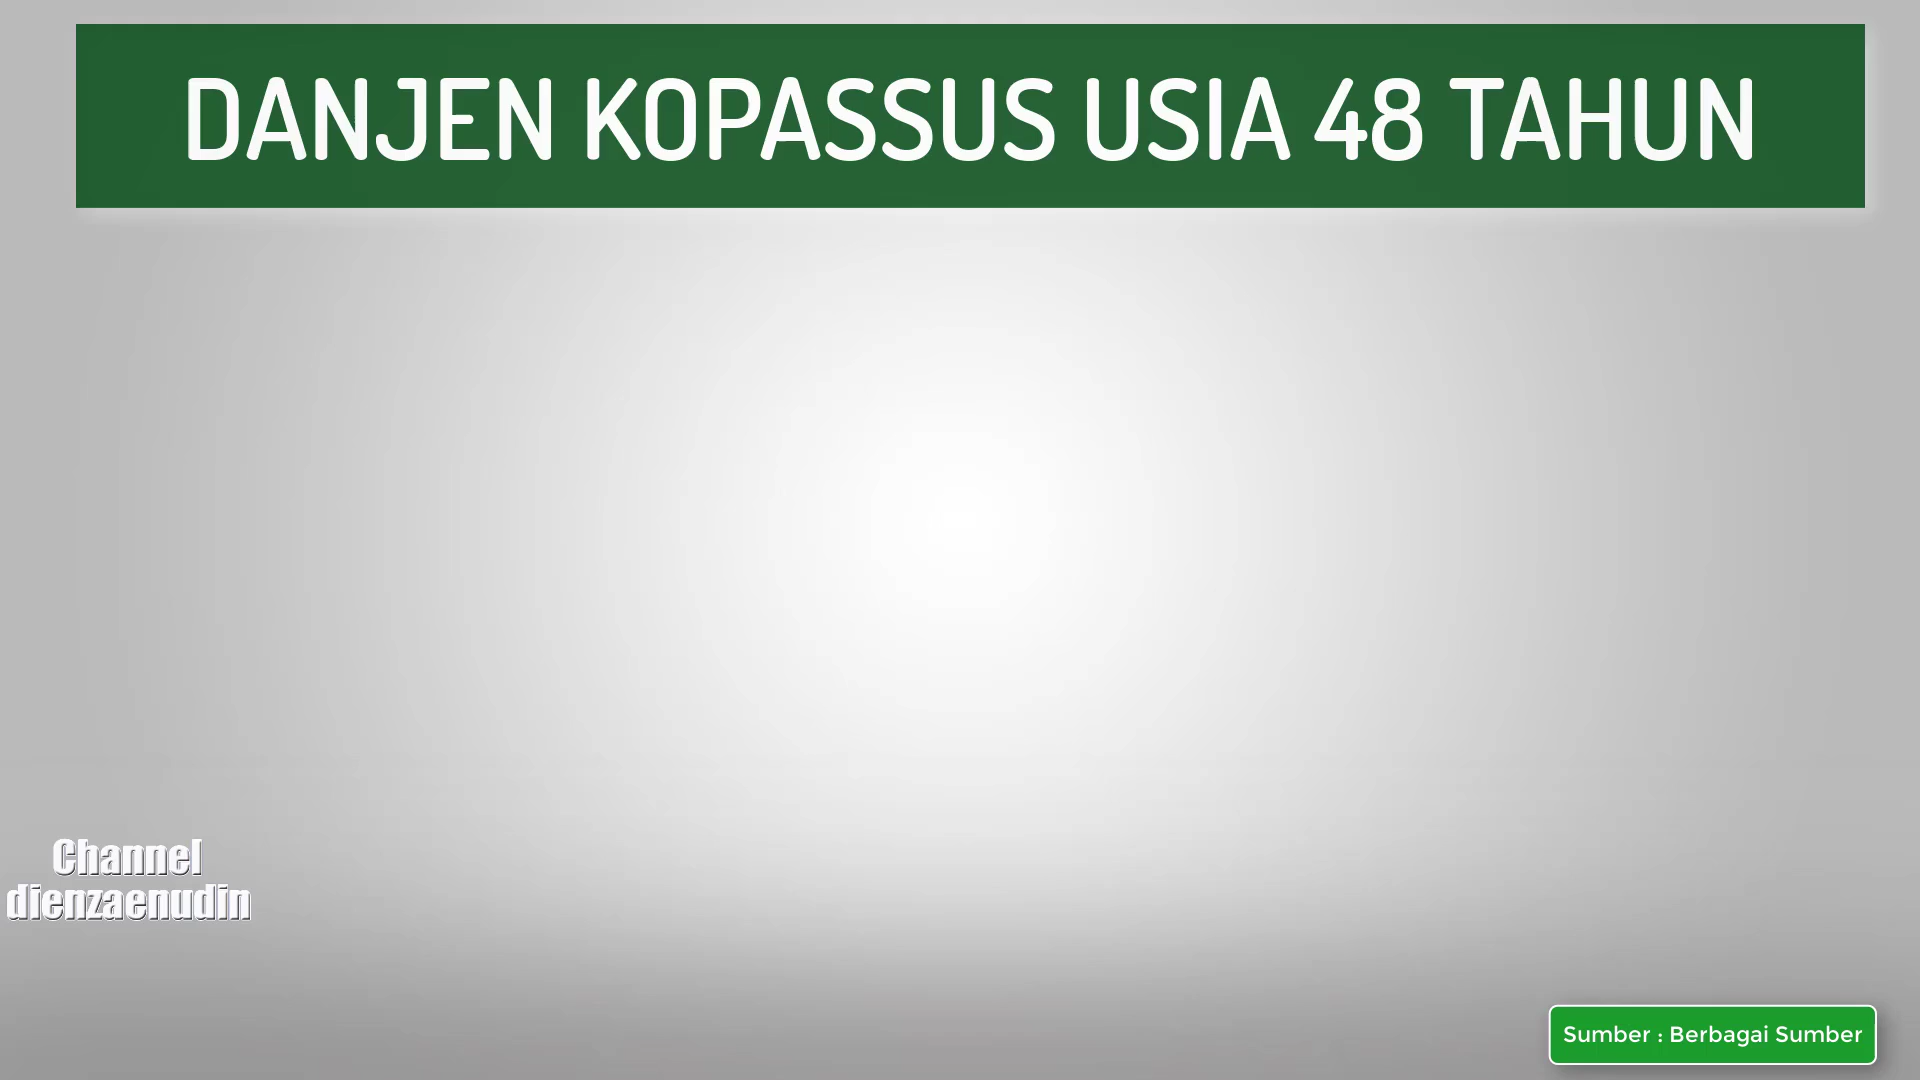 DANJEN KOPASSUS USIA 48 TAHUN
Channel
dienzaenudin
Sumber : Berbagai Sumber